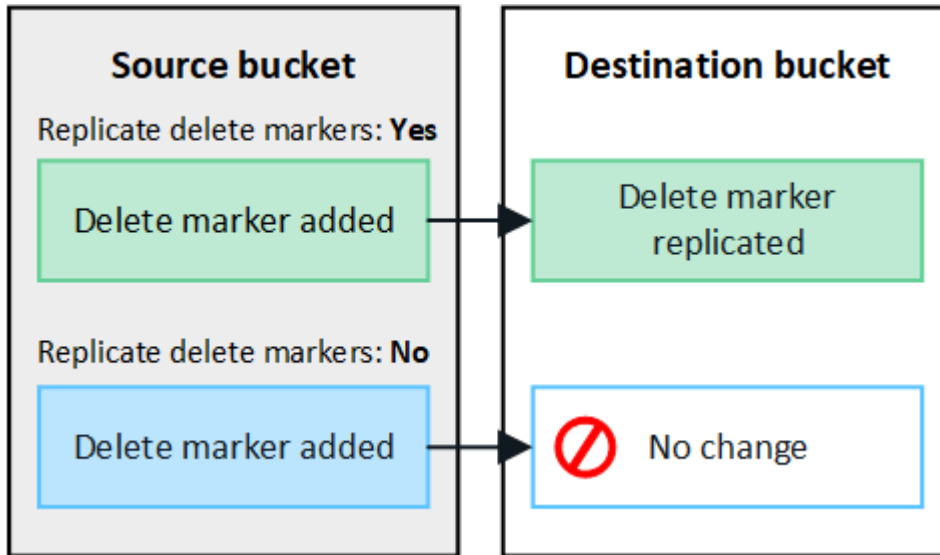 Source bucket
Replicate delete markers: Yes
Delete marker added
Replicate delete markers: No
Delete marker added
Destination bucket
Delete marker
replicated
No change